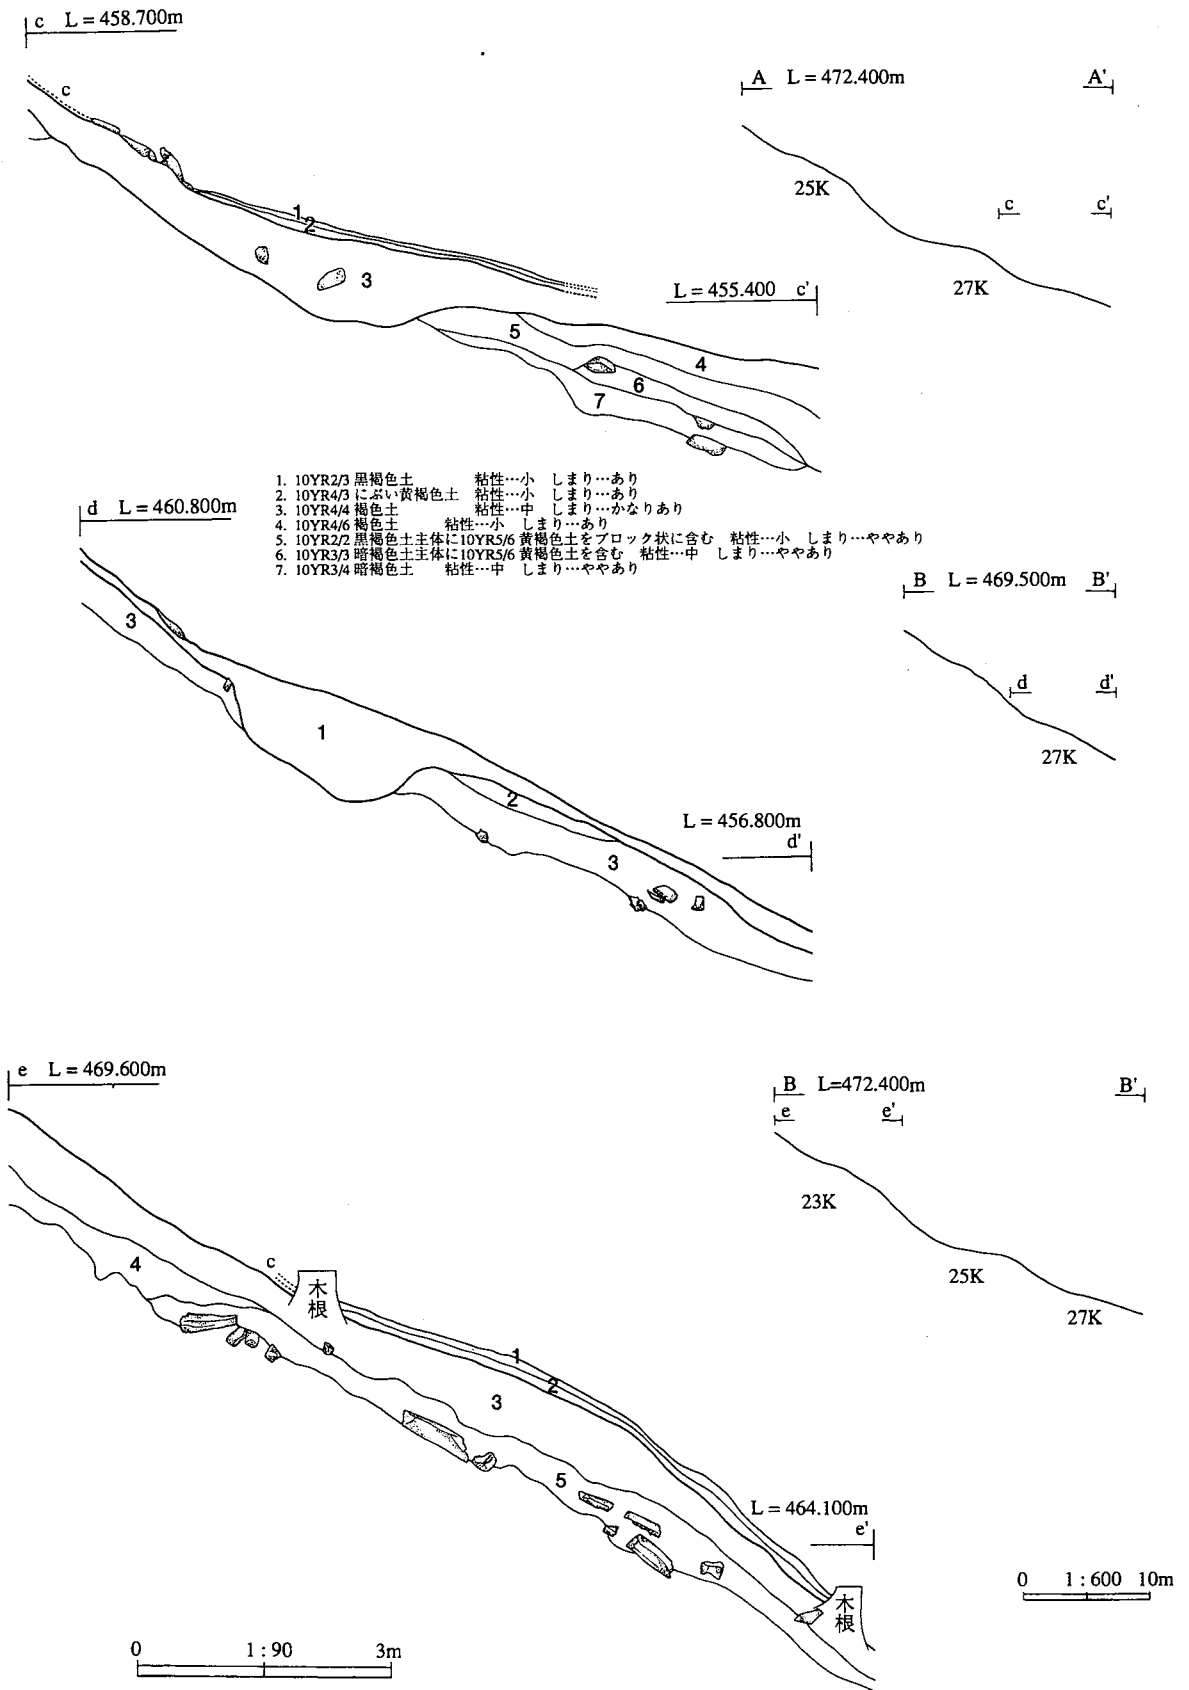 c L = 458.700m
c
1
2
3
L = 455.400 c'
5
4
6
7
A L = 472.400m A'
25K
c c'
27K
1. 10YR2/3 黒褐色土 粘性…小 しまり…あり
2. 10YR4/3 にぶい黄褐色土 粘性…小 しまり…あり
3. 10YR4/4 褐色土 粘性…中 しまり…かなりあり
4. 10YR4/6 褐色土 粘性…小 しまり…あり
5. 10YR2/2 黒褐色土主体に10YR5/6 黄褐色土をブロック状に含む 粘性…小 しまり…ややあり
6. 10YR3/3 暗褐色土主体に10YR5/6 黄褐色土を含む 粘性…中 しまり…ややあり
7. 10YR3/4 暗褐色土 粘性…中 しまり…ややあり
d L = 460.800m
3
1
2
L = 456.800m
d'
3
B L = 469.500m B'
d d'
27K
e L = 469.600m
4
c
木根
1
2
3
5
L = 464.100m
e'
木根
B L=472.400m B'
e e'
23K
25K
27K
0 1 : 600 10m
0 1 : 90 3m